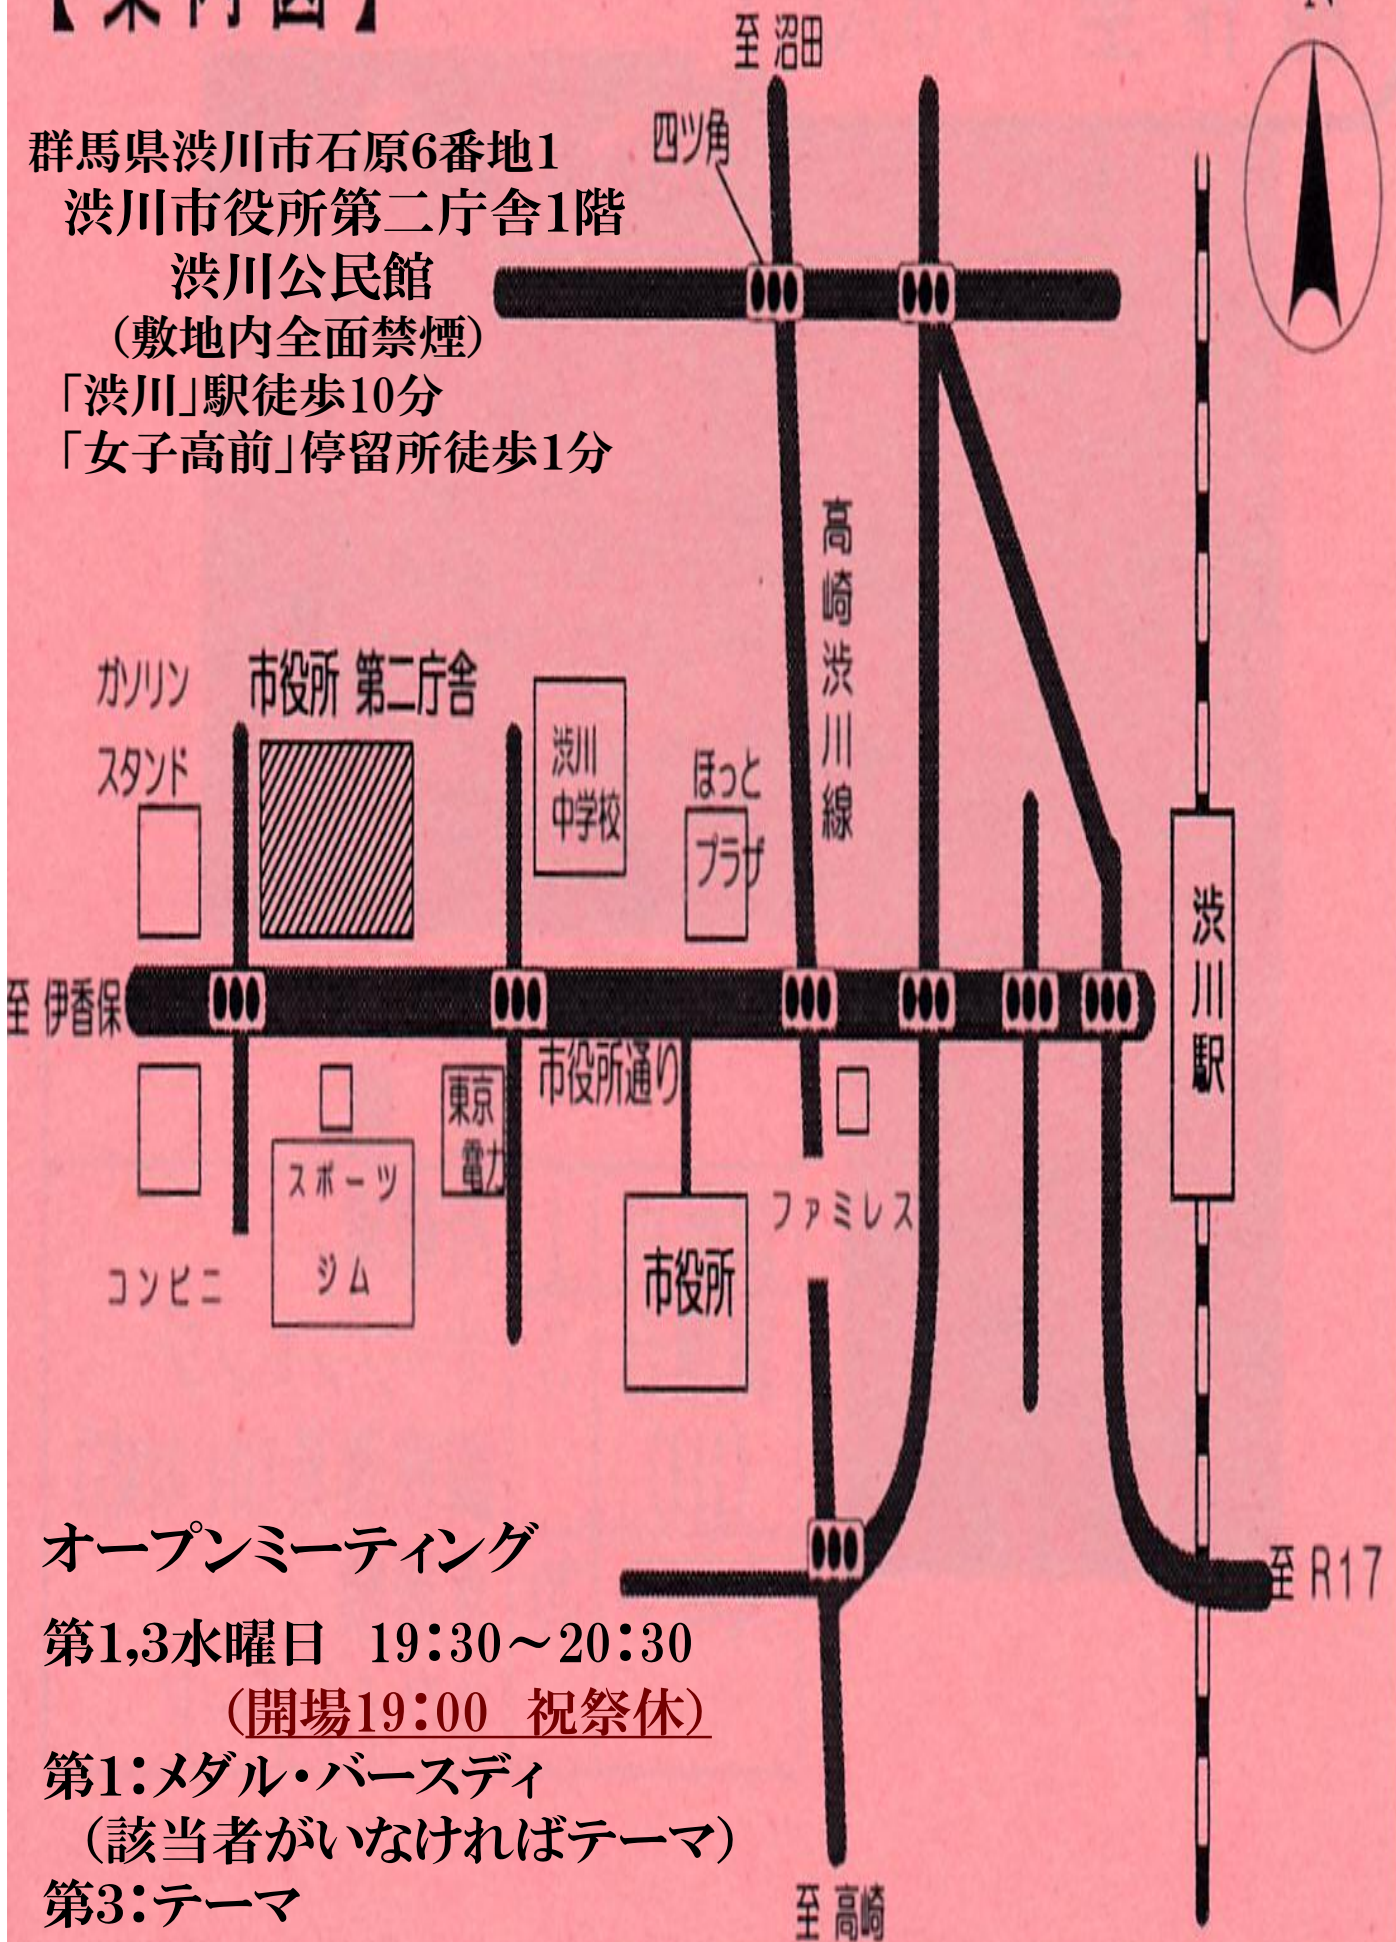 【案内図】
N
至 沼田
四ツ角
群馬県渋川市石原6番地1
渋川市役所第二庁舎1階
渋川公民館
(敷地内全面禁煙)
「渋川」駅徒歩10分
「女子高前」停留所徒歩1分
高崎渋川線
ガソリン
スタンド
市役所 第二庁舎
渋川
中学校
ほっと
プラザ
渋川駅
至 伊香保
市役所通り
東京
電力
スポーツ
ジム
コンビニ
市役所
ファミレス
オープンミーティング
至 R17
第1,3水曜日 19:30～20:30
(開場19:00 祝祭休)
第1:メダル・バースディ
(該当者がいなければテーマ)
第3:テーマ
至 高崎